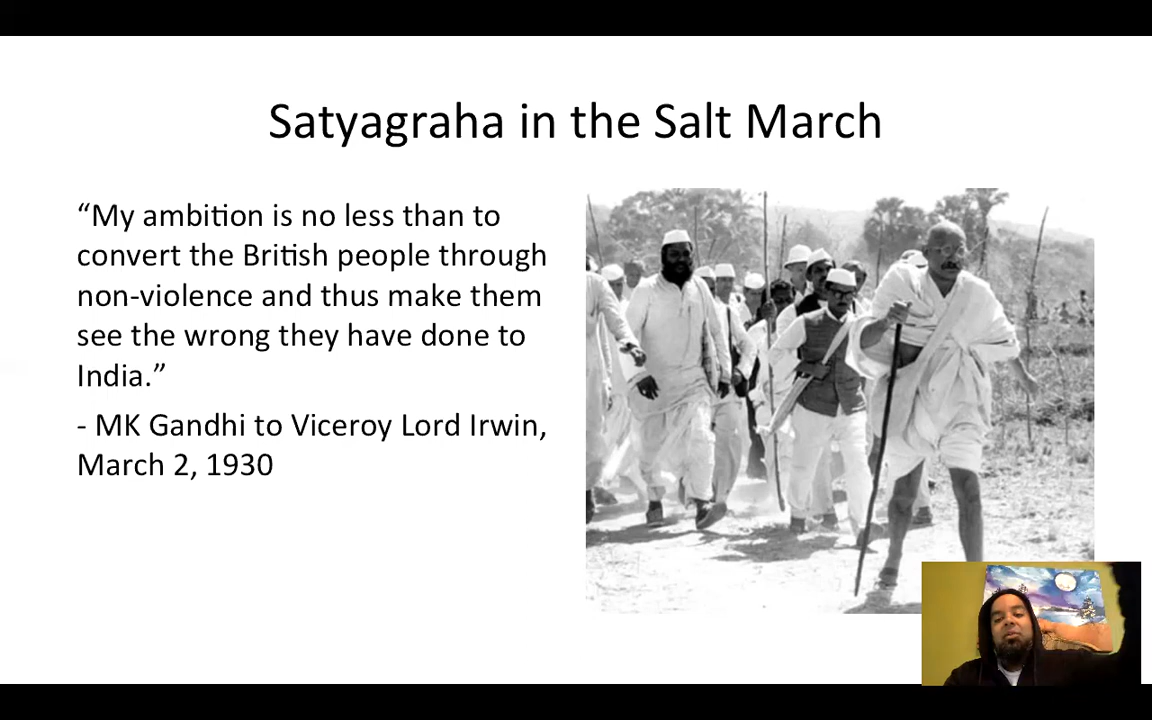 Satyagraha in the Salt March
“My ambition is no less than to
convert the British people through
non-violence and thus make them
see the wrong they have done to
India.”
- MK Gandhi to Viceroy Lord Irwin,
March 2, 1930